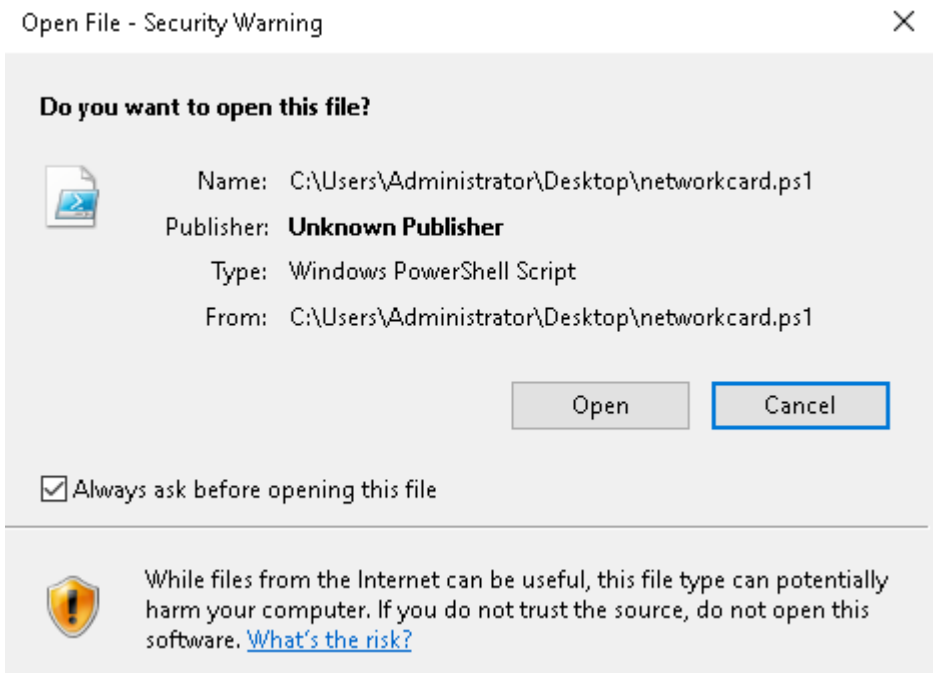 Open File - Security Warning
Do you want to open this file?
Name: C:\Users\Administrator\Desktop\networkcard.ps1
Publisher: Unknown Publisher
Type: Windows PowerShell Script
From: C:\Users\Administrator\Desktop\networkcard.ps1
Open Cancel
Always ask before opening this file
While files from the Internet can be useful, this file type can potentially
harm your computer. If you do not trust the source, do not open this
software. What's the risk?